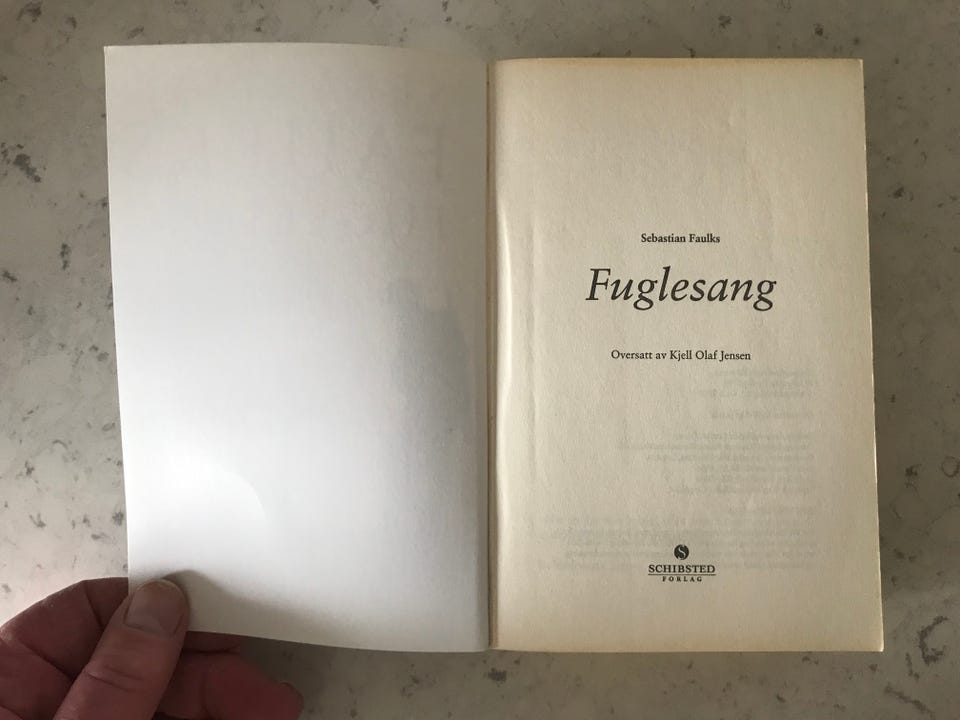 Sebastian Faulks
Fuglesang
Oversatt av Kjell Olaf Jensen
S
SCHIBSTED
FORLAG